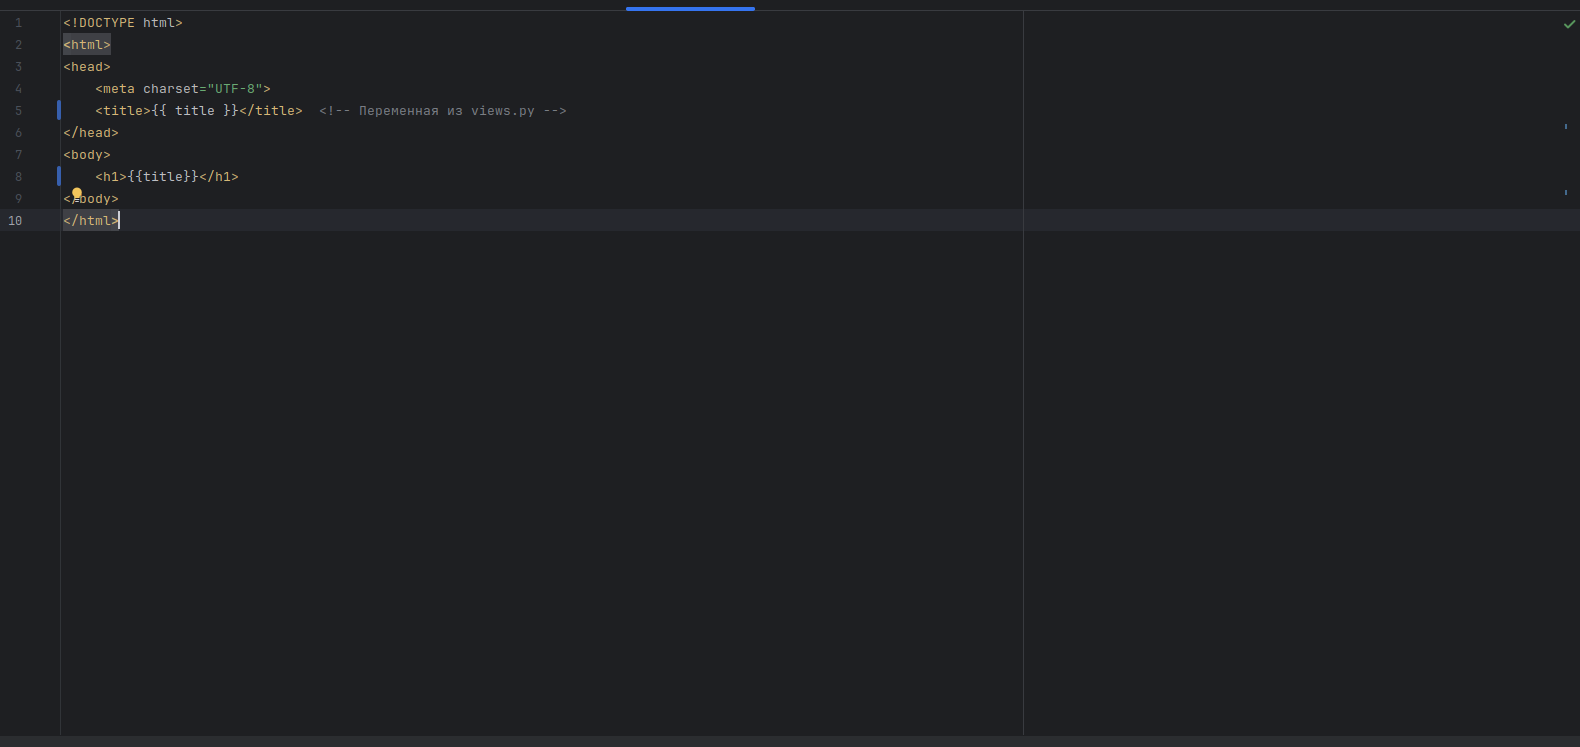 1 <!DOCTYPE html>
2 <html>
3 <head>
4     <meta charset="UTF-8">
5     <title>{{ title }}</title>  <!-- Переменная из views.py -->
6 </head>
7 <body>
8     <h1>{{title}}</h1>
9 </body>
10 </html>